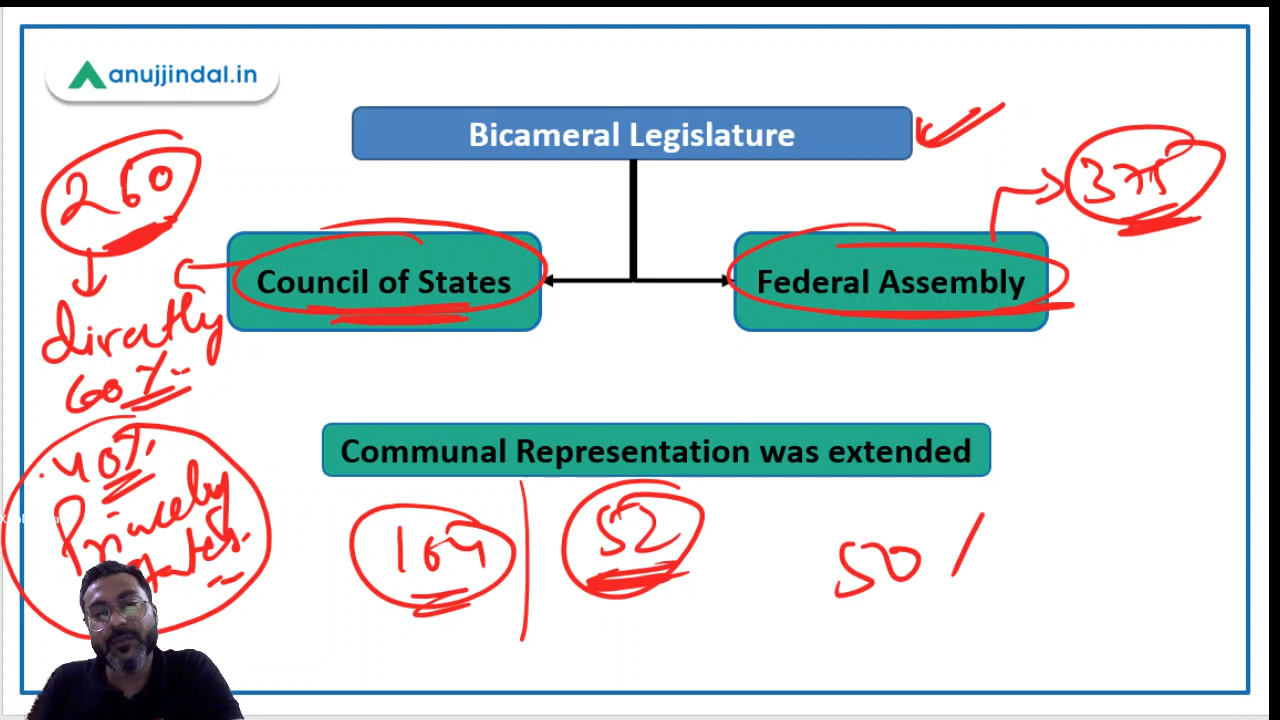 anujjindal.in
Bicameral Legislature
260
375
Council of States
Federal Assembly
directly
60%
40%
Princely
states.
Communal Representation was extended
164
52
50